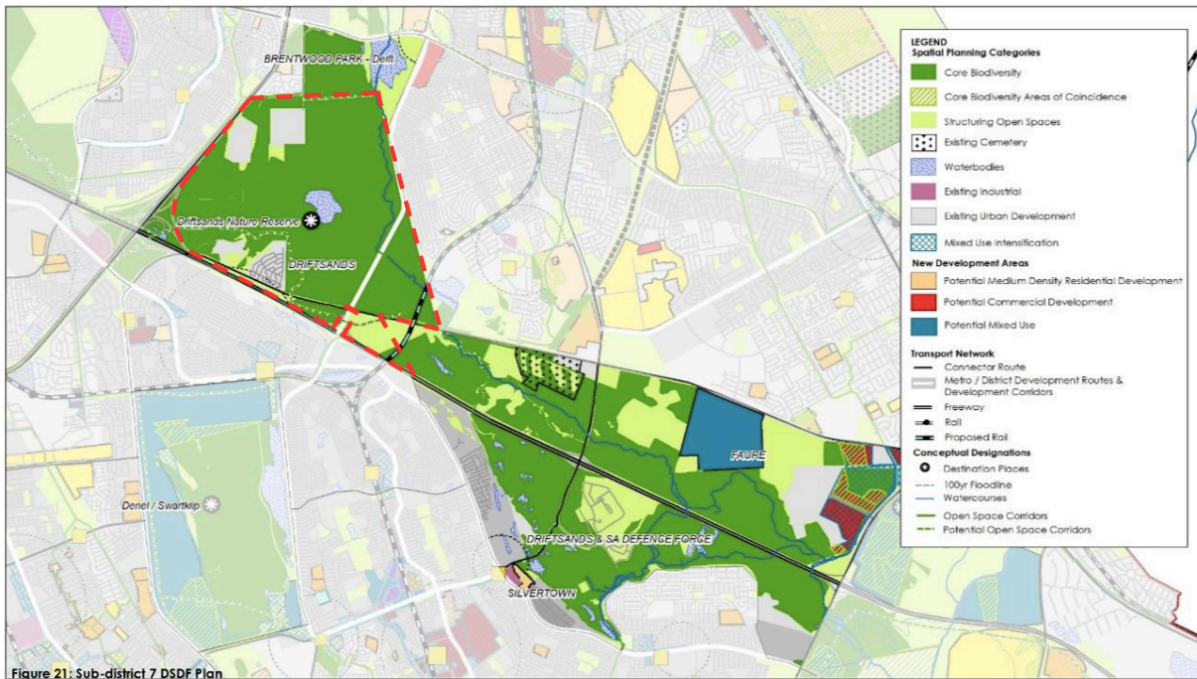 BRENTWOOD PARK - Delft
Driftsands Nature Reserve
DRIFTSANDS
Denel / Swartklip
FAURE
DRIFTSANDS & SA DEFENCE FORCE
SILVERTOWN
Figure 21: Sub-district 7 DSDF Plan
LEGEND
Spatial Planning Categories
Core Biodiversity
Core Biodiversity Areas of Coincidence
Structuring Open Spaces
Existing Cemetery
Waterbodies
Existing Industrial
Existing Urban Development
Mixed Use Intensification
New Development Areas
Potential Medium Density Residential Development
Potential Commercial Development
Potential Mixed Use
Transport Network
Connector Route
Metro / District Development Routes &
Development Corridors
Freeway
Rail
Proposed Rail
Conceptual Designations
Destination Places
100yr Floodline
Watercourses
Open Space Corridors
Potential Open Space Corridors